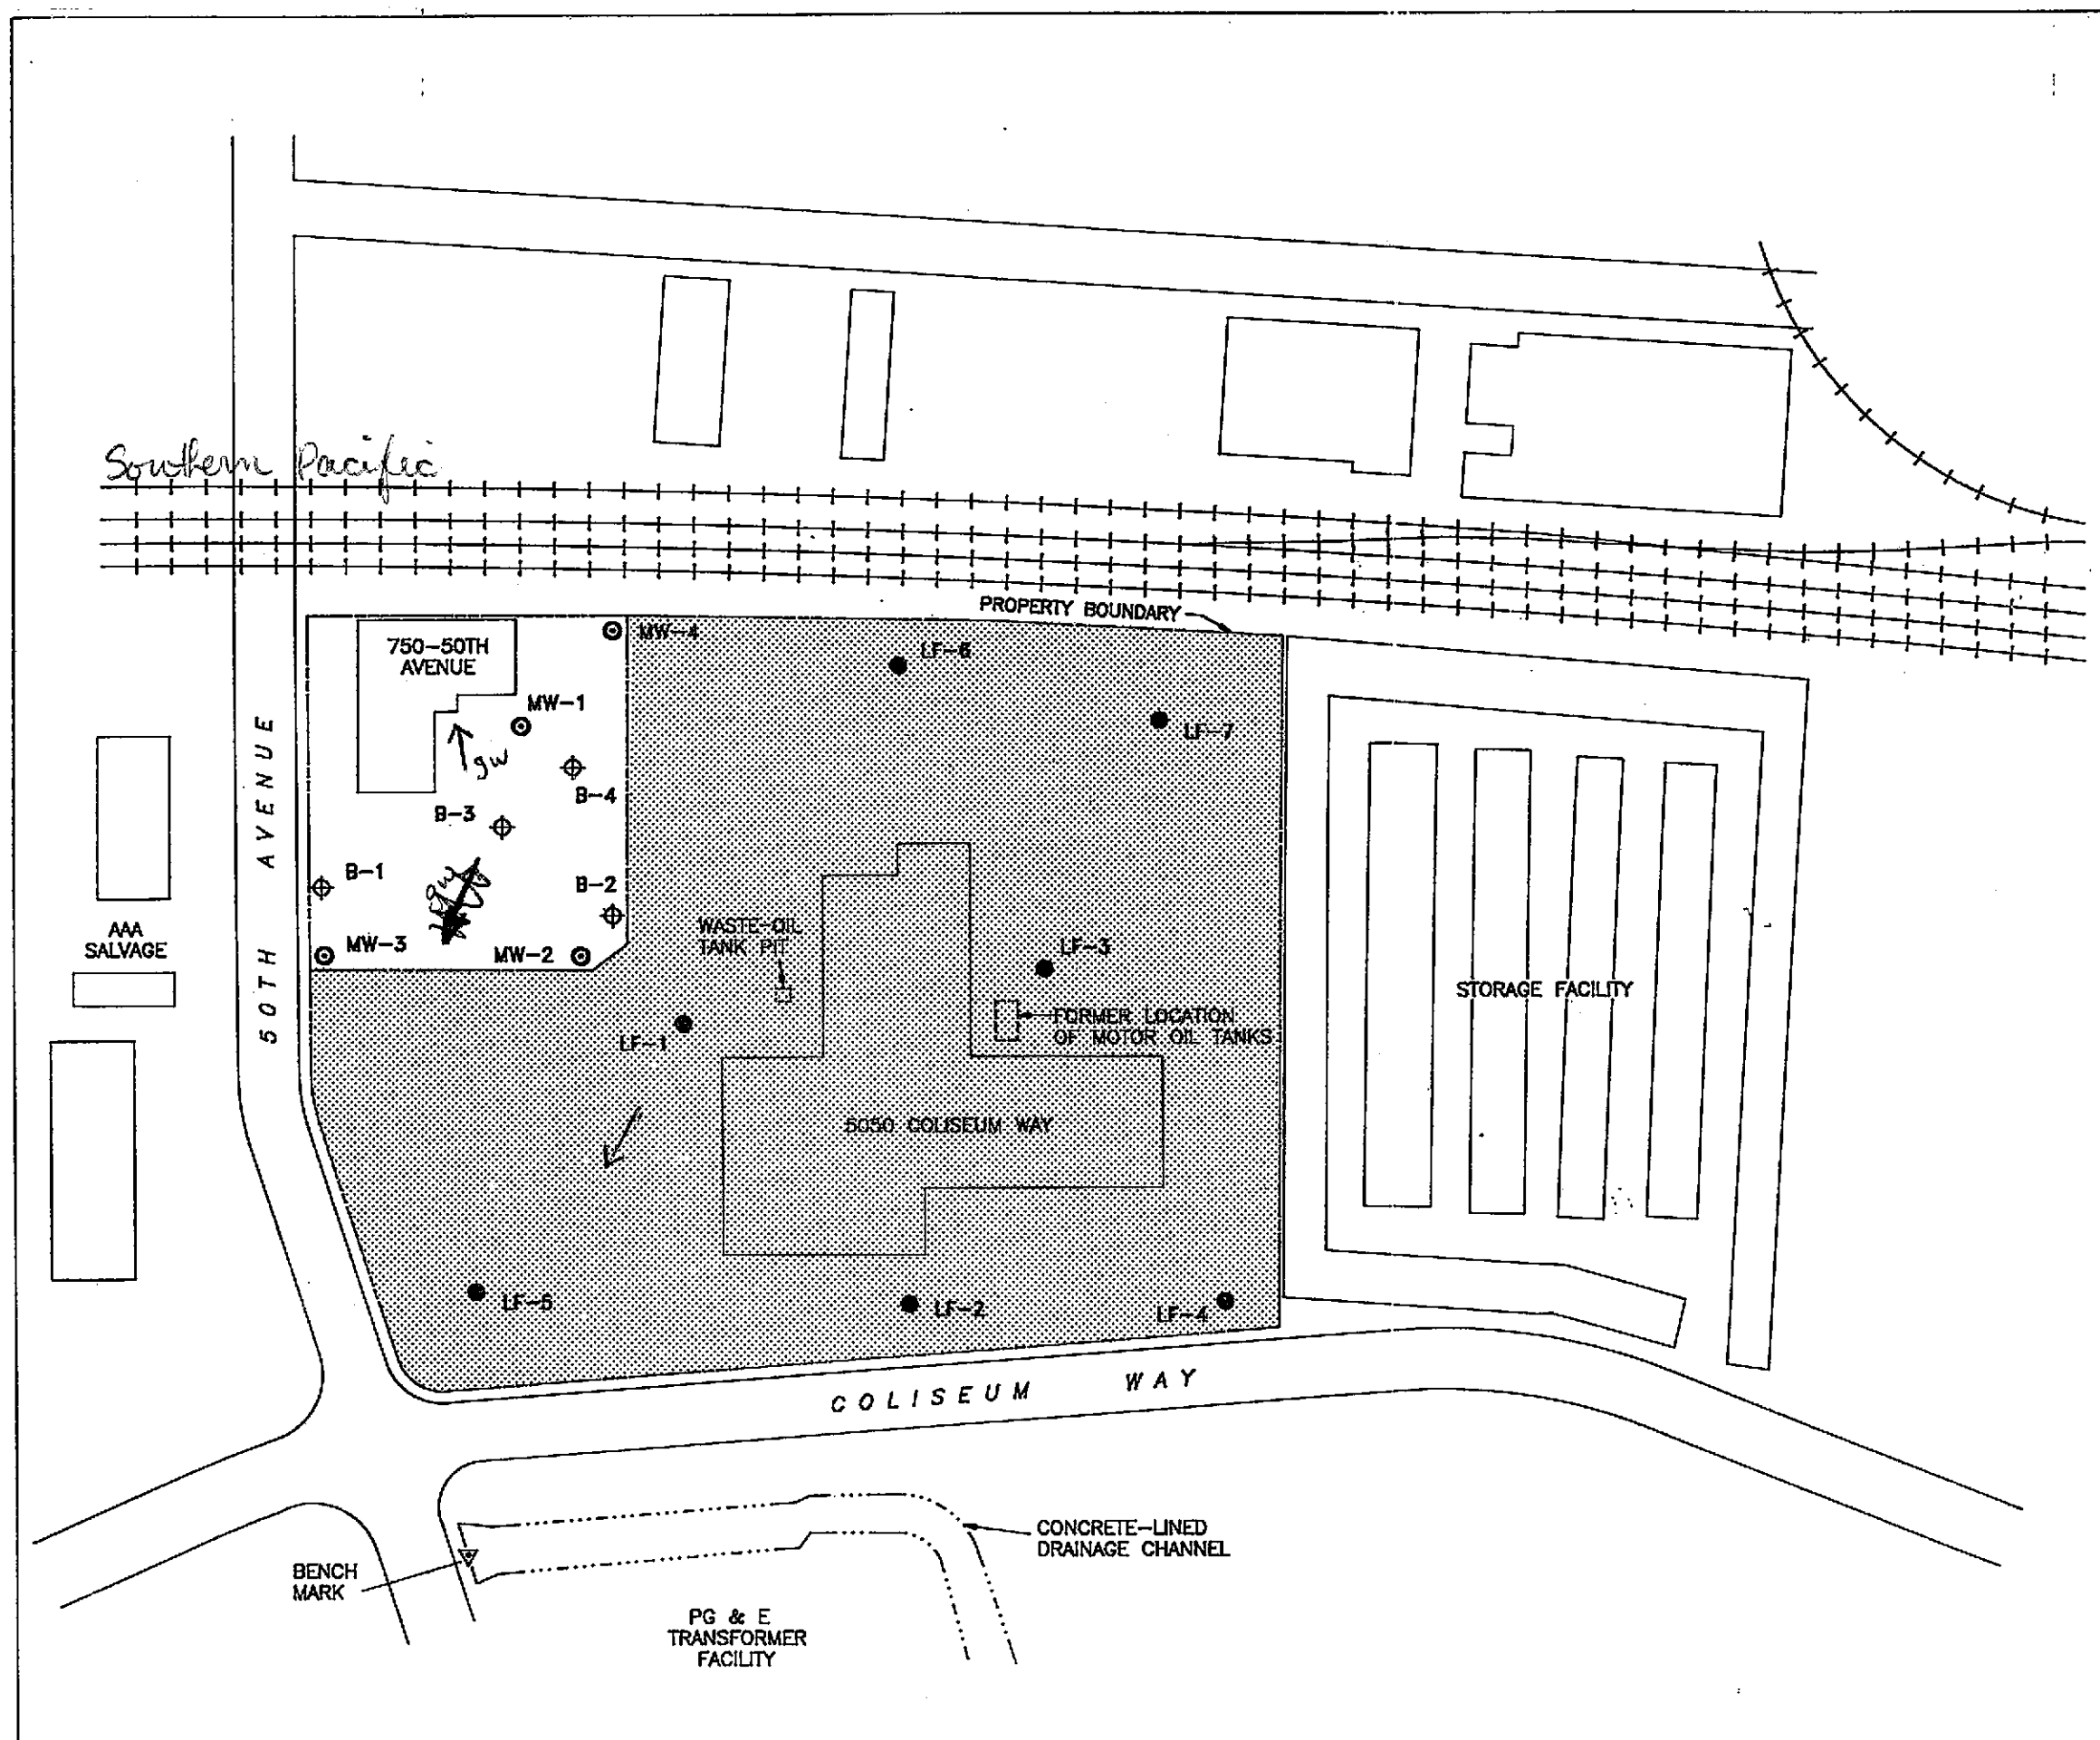 Southern Pacific
PROPERTY BOUNDARY
750-50TH
AVENUE
MW-4
LF-6
MW-1
LF-7
gw
B-4
B-3
50TH AVENUE
B-1
gw
B-2
AAA
SALVAGE
MW-3
MW-2
WASTE-OIL
TANK PIT
LF-3
STORAGE FACILITY
FORMER LOCATION
OF MOTOR OIL TANKS
LF-1
5050 COLISEUM WAY
LF-5
LF-2
LF-4
COLISEUM WAY
CONCRETE-LINED
DRAINAGE CHANNEL
BENCH
MARK
PG & E
TRANSFORMER
FACILITY